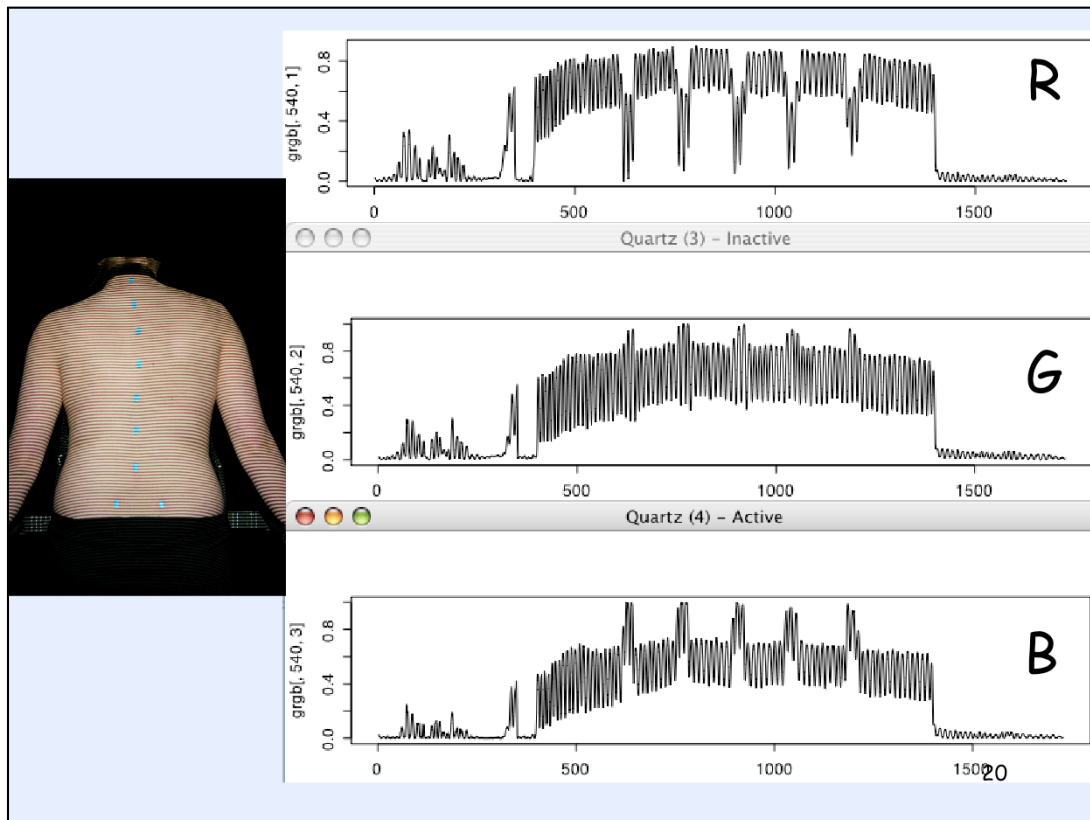 grgb[, 540, 1]
0.0 0.4 0.8
R
0 500 1000 1500
Quartz (3) - Inactive
grgb[, 540, 2]
0.0 0.4 0.8
G
0 500 1000 1500
Quartz (4) - Active
grgb[, 540, 3]
0.0 0.4 0.8
B
0 500 1000 1500
20